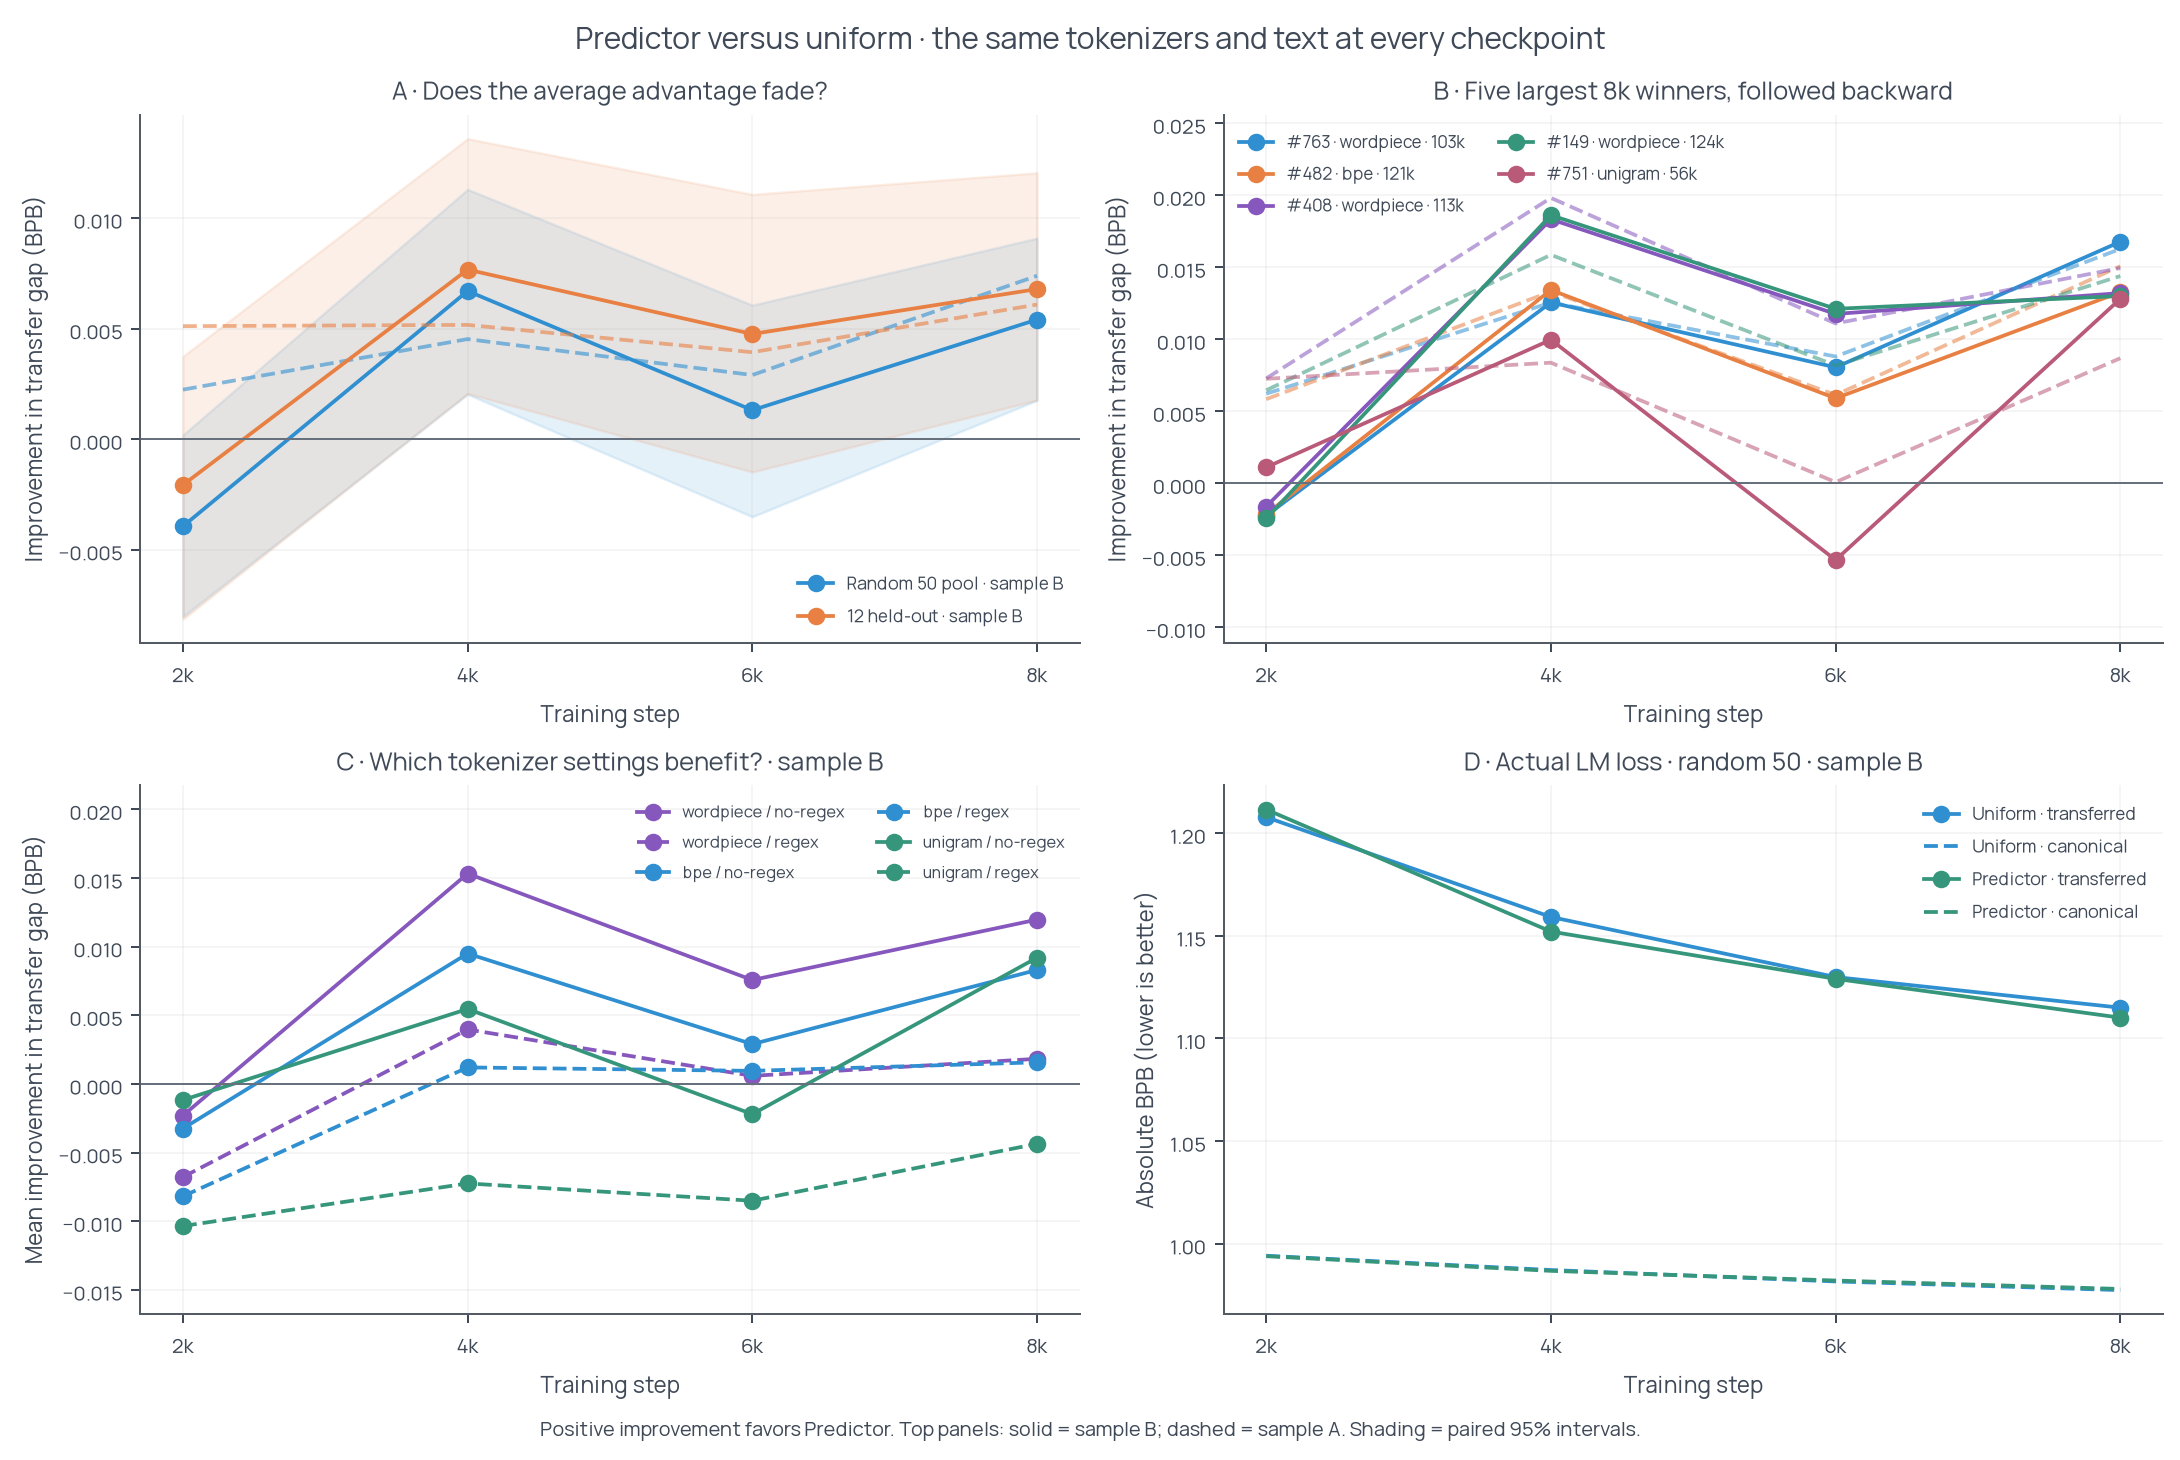 Predictor versus uniform · the same tokenizers and text at every checkpoint
A · Does the average advantage fade?
Improvement in transfer gap (BPB)
0.010
0.005
0.000
−0.005
Random 50 pool · sample B
12 held-out · sample B
2k
4k
6k
8k
Training step
B · Five largest 8k winners, followed backward
Improvement in transfer gap (BPB)
0.025
0.020
0.015
0.010
0.005
0.000
−0.005
−0.010
#763 · wordpiece · 103k
#482 · bpe · 121k
#408 · wordpiece · 113k
#149 · wordpiece · 124k
#751 · unigram · 56k
2k
4k
6k
8k
Training step
C · Which tokenizer settings benefit? · sample B
Mean improvement in transfer gap (BPB)
0.020
0.015
0.010
0.005
0.000
−0.005
−0.010
−0.015
wordpiece / no-regex
wordpiece / regex
bpe / no-regex
bpe / regex
unigram / no-regex
unigram / regex
2k
4k
6k
8k
Training step
D · Actual LM loss · random 50 · sample B
Absolute BPB (lower is better)
1.20
1.15
1.10
1.05
1.00
Uniform · transferred
Uniform · canonical
Predictor · transferred
Predictor · canonical
2k
4k
6k
8k
Training step
Positive improvement favors Predictor. Top panels: solid = sample B; dashed = sample A. Shading = paired 95% intervals.